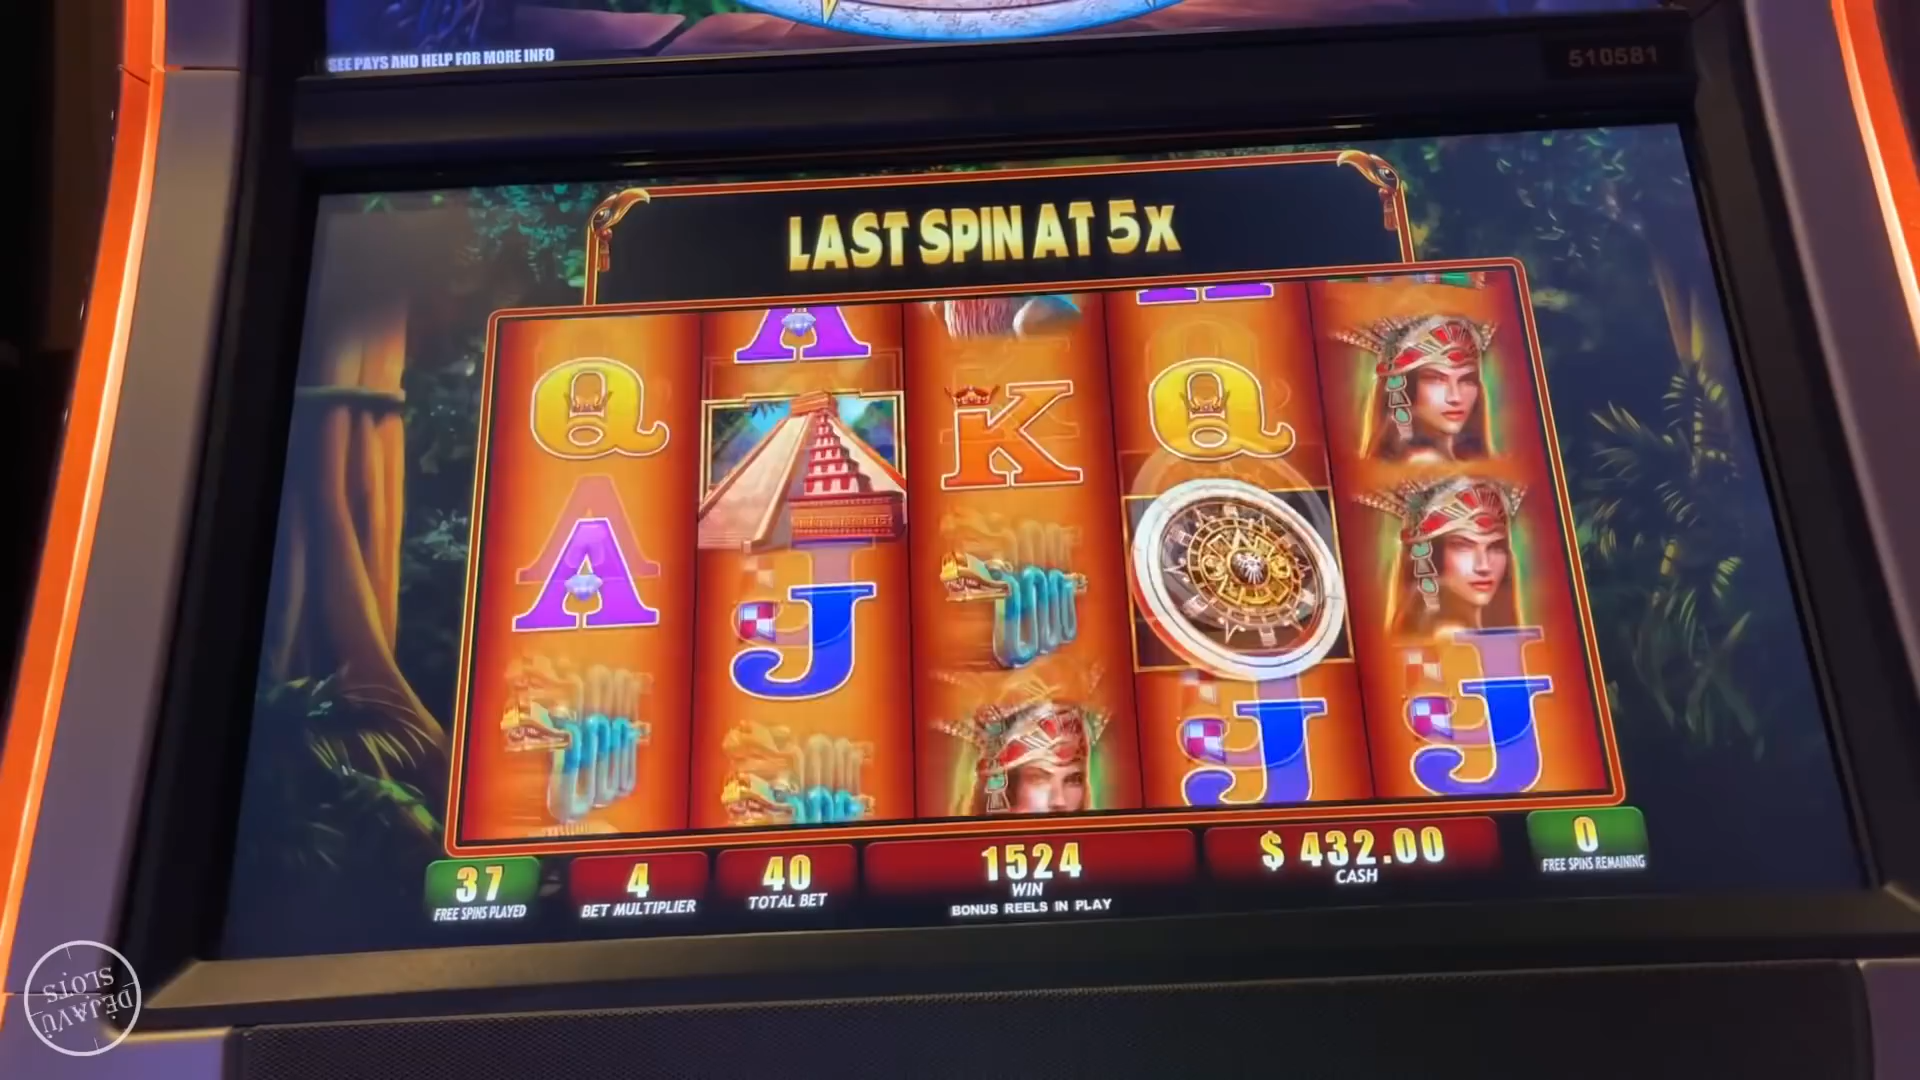 SEE PAYS AND HELP FOR MORE INFO
510581
LAST SPIN AT 5X
A
Q
K
Q
A
J
J
J
37
FREE SPINS PLAYED
4
BET MULTIPLIER
40
TOTAL BET
1524
WIN
BONUS REELS IN PLAY
$ 432.00
CASH
0
FREE SPINS REMAINING
DEJAVU
SLOTS